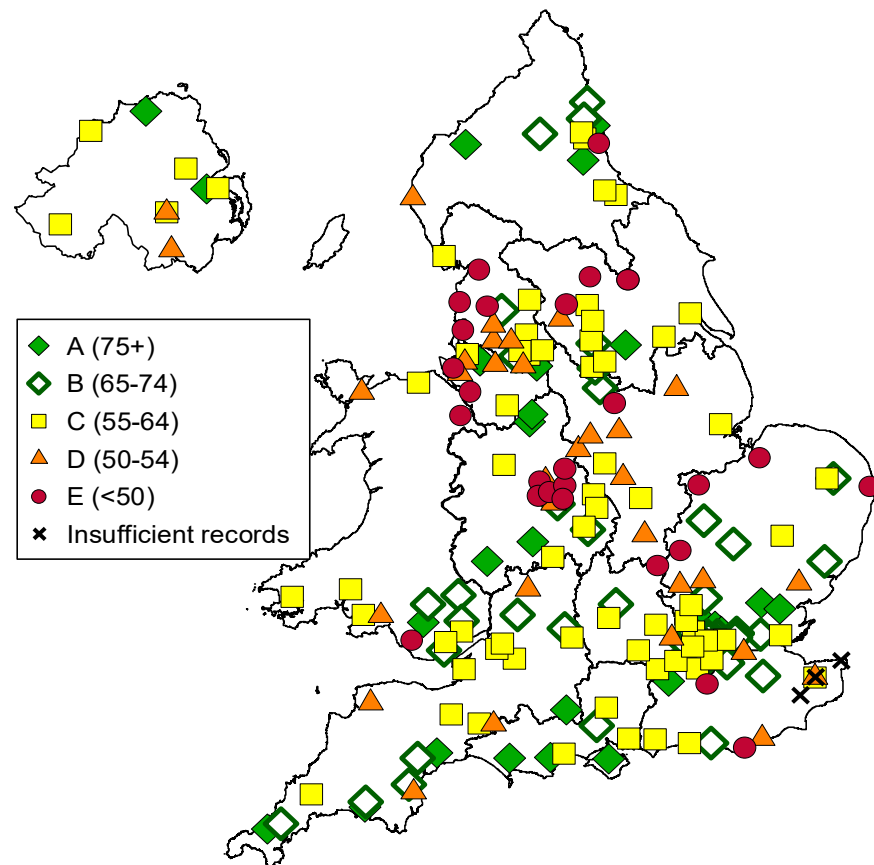 A (75+)
B (65-74)
C (55-64)
D (50-54)
E (<50)
Insufficient records